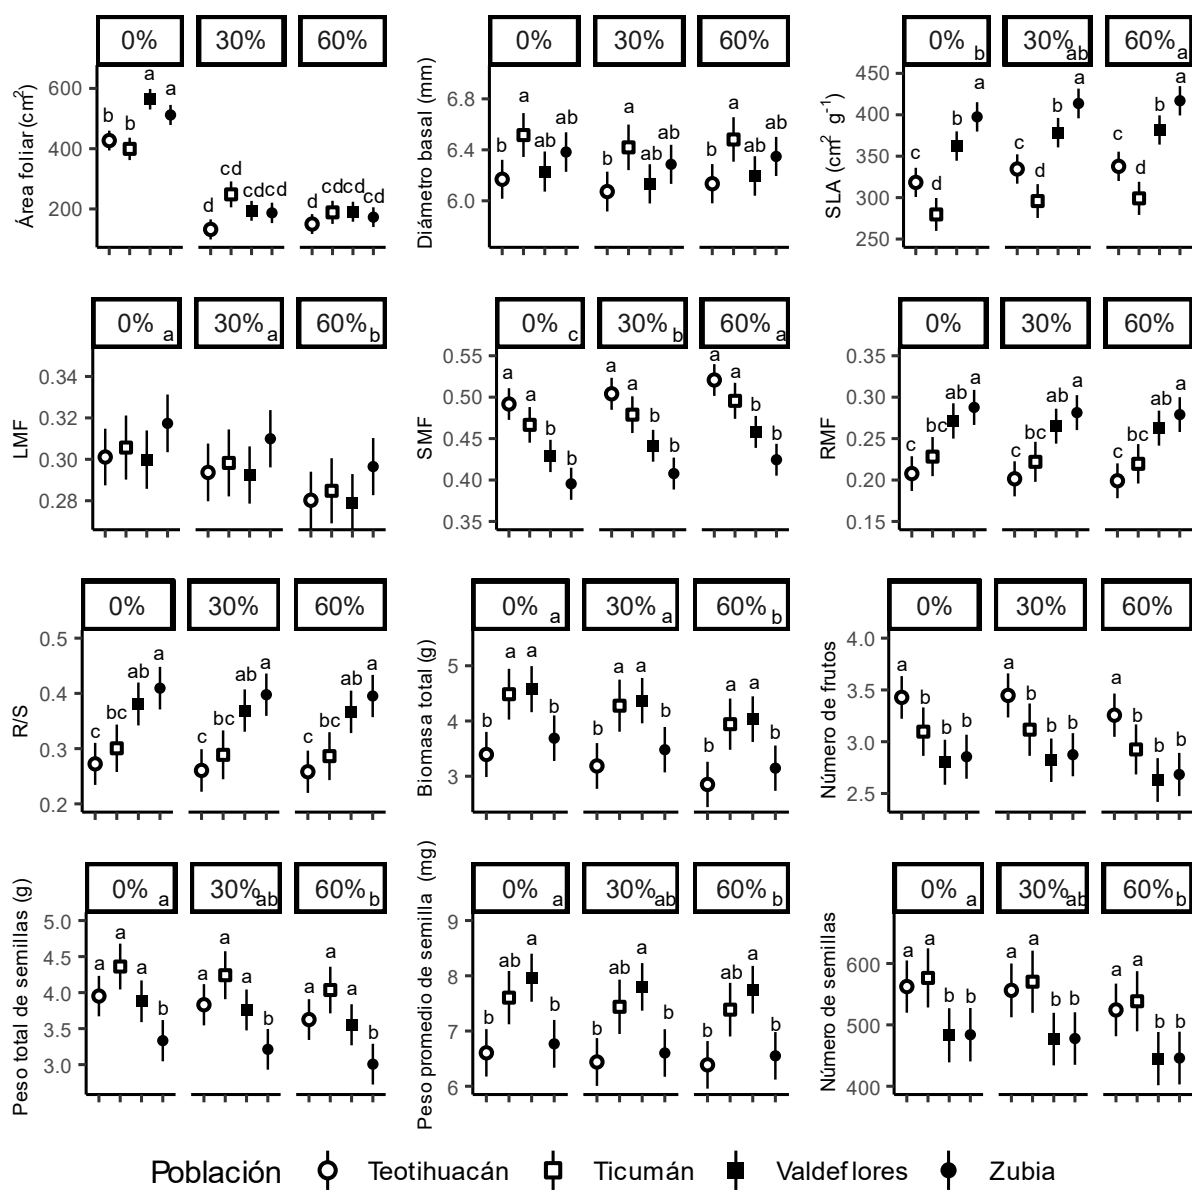 0% 30% 60%
Área foliar (cm²)
600
400
200
b b a a
d cd cd cd
d cd cd cd
0% 30% 60%
Diámetro basal (mm)
6.8
6.4
6.0
b a ab ab
b a ab ab
b a ab ab
0% b 30% ab 60% a
SLA (cm² g⁻¹)
450
400
350
300
250
c d b a
c d b a
c d b a
0% a 30% a 60% b
LMF
0.34
0.32
0.30
0.28
0% c 30% b 60% a
SMF
0.55
0.50
0.45
0.40
0.35
a a b b
a a b b
a a b b
0% 30% 60%
RMF
0.35
0.30
0.25
0.20
0.15
c bc ab a
c bc ab a
c bc ab a
0% 30% 60%
R/S
0.5
0.4
0.3
0.2
c bc ab a
c bc ab a
c bc ab a
0% a 30% a 60% b
Biomasa total (g)
5
4
3
b a a b
b a a b
b a a b
0% 30% 60%
Número de frutos
4.0
3.5
3.0
2.5
a b b b
a b b b
a b b b
0% a 30% ab 60% b
Peso total de semillas (g)
5.0
4.5
4.0
3.5
3.0
a a a b
a a a b
a a a b
0% a 30% ab 60% b
Peso promedio de semilla (mg)
9
8
7
6
b ab a b
b ab a b
b ab a b
0% a 30% ab 60% b
Número de semillas
600
500
400
a a b b
a a b b
a a b b
Población Teotihuacán Ticumán Valdeflores Zubia